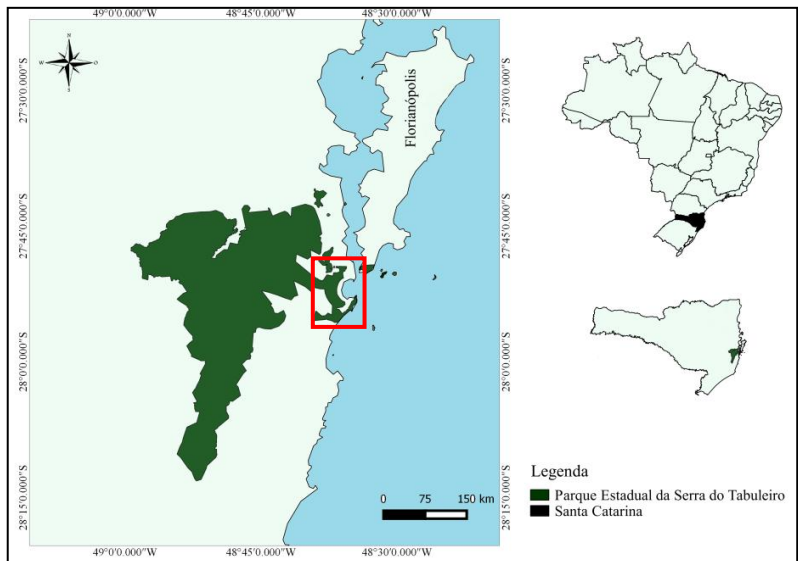 49°0'0.000"W 48°45'0.000"W 48°30'0.000"W
27°30'0.000"S
27°45'0.000"S
28°0'0.000"S
28°15'0.000"S
N
O
S
Florianópolis
27°30'0.000"S
27°45'0.000"S
28°0'0.000"S
28°15'0.000"S
0 75 150 km
49°0'0.000"W 48°45'0.000"W 48°30'0.000"W
Legenda
Parque Estadual da Serra do Tabuleiro
Santa Catarina